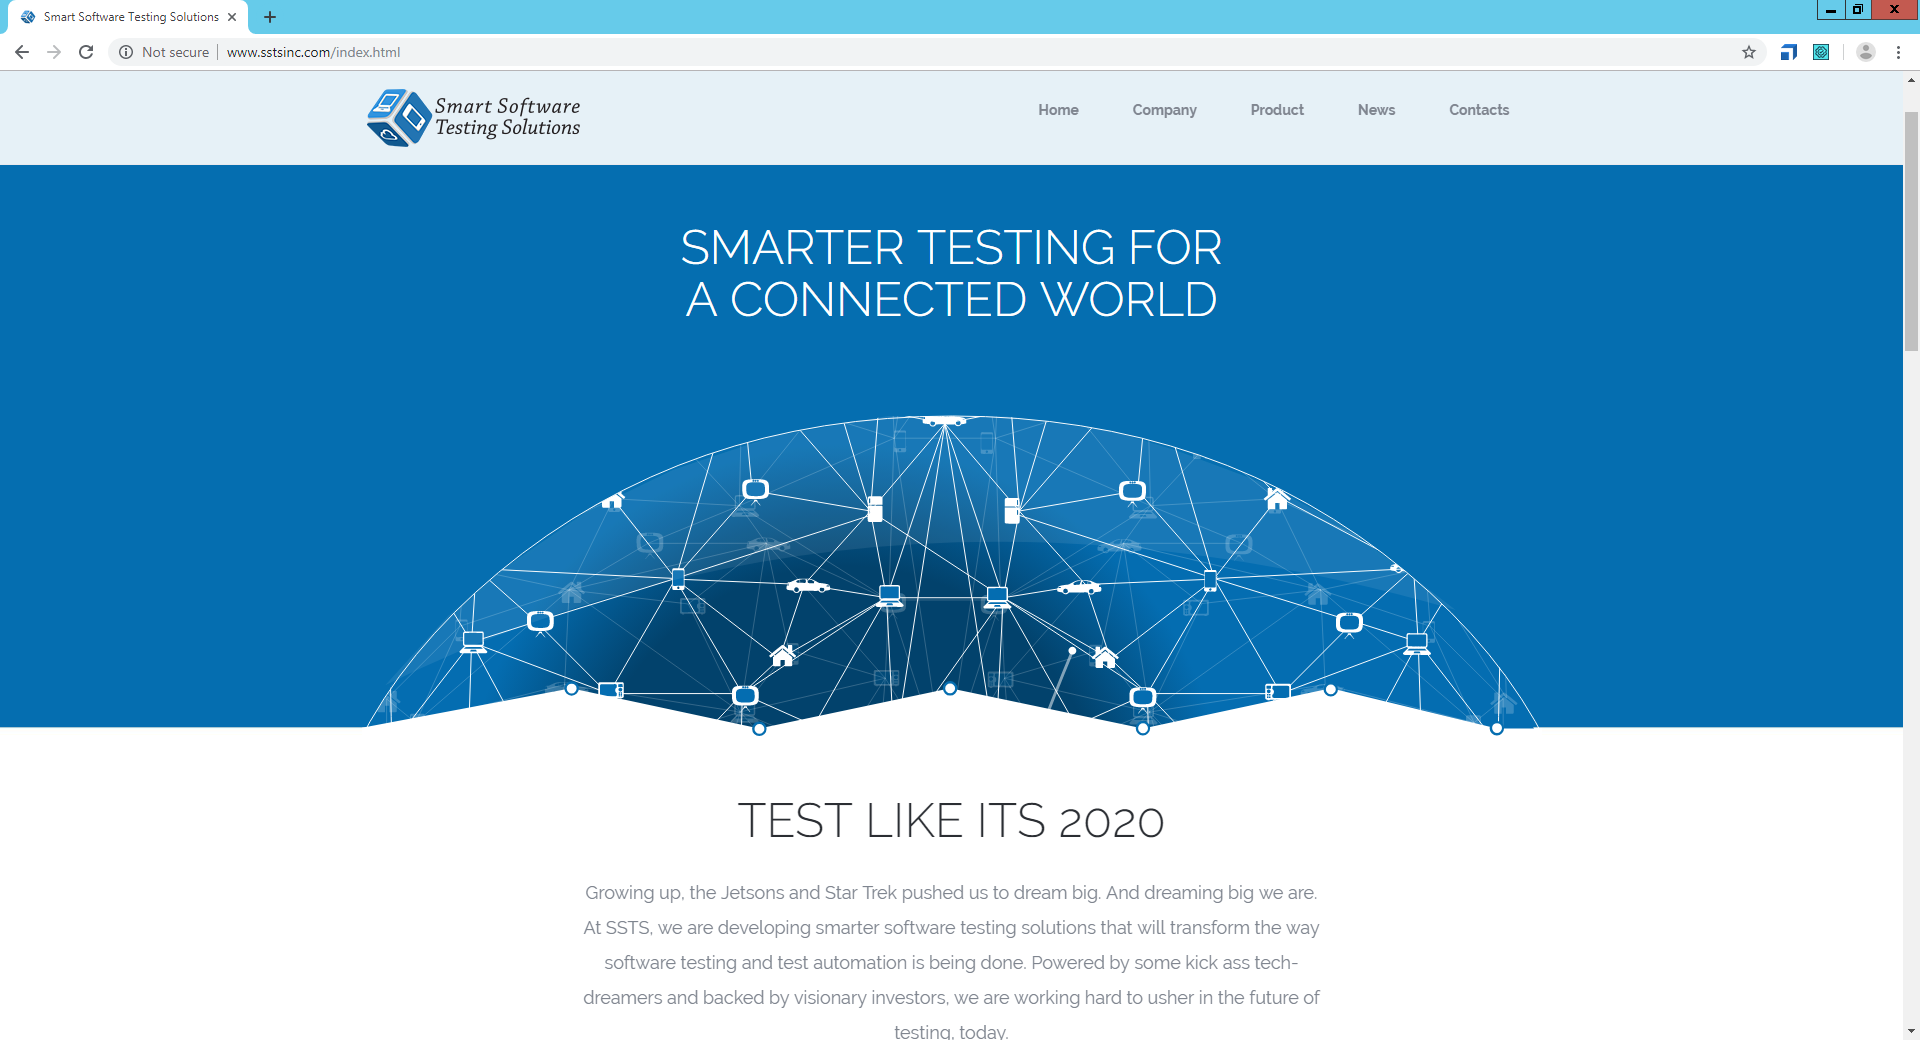 Smart Software Testing Solutions
Not secure
www.sstsinc.com/index.html
Smart Software
Testing Solutions
Home
Company
Product
News
Contacts
SMARTER TESTING FOR
A CONNECTED WORLD
TEST LIKE ITS 2020
Growing up, the Jetsons and Star Trek pushed us to dream big. And dreaming big we are.
At SSTS, we are developing smarter software testing solutions that will transform the way
software testing and test automation is being done. Powered by some kick ass tech-
dreamers and backed by visionary investors, we are working hard to usher in the future of
testing, today.